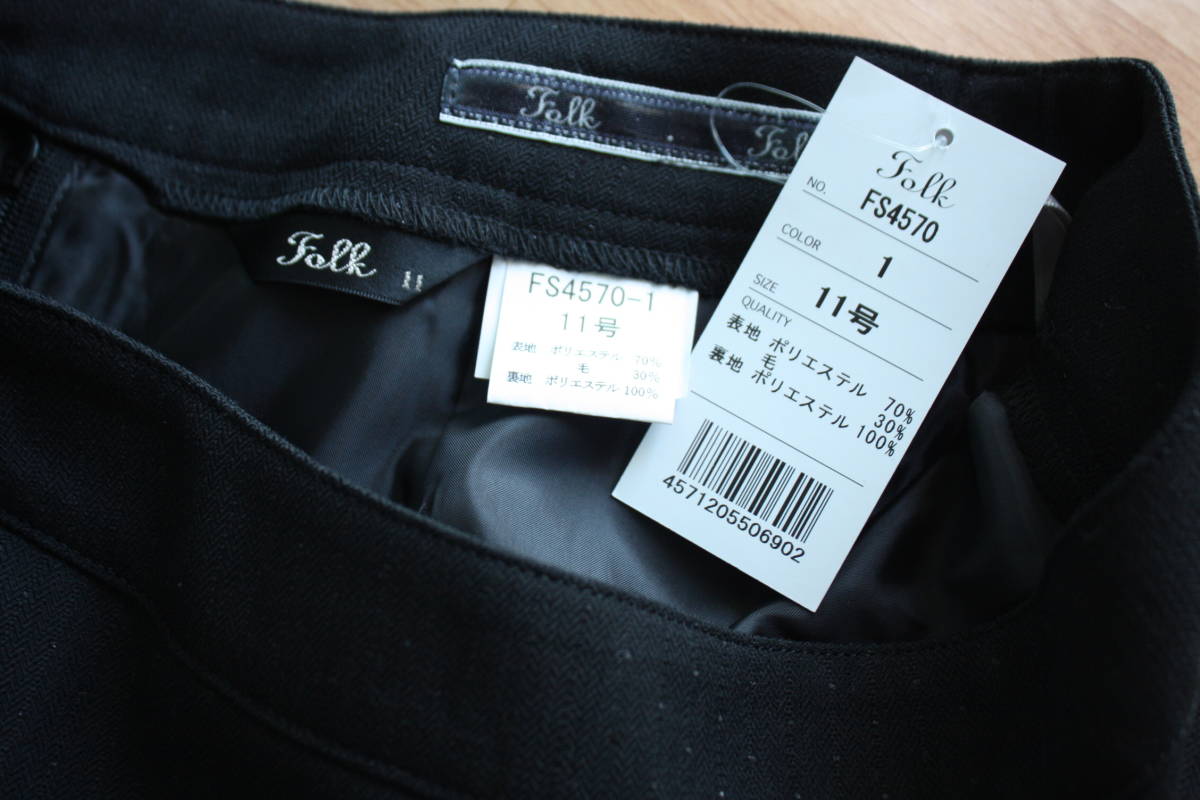 Folk
Folk
Folk
NO.
FS4570
COLOR
1
SIZE
11号
QUALITY
表地 ポリエステル 70%
毛 30%
裏地 ポリエステル 100%
4571205506902
Folk 11
FS4570-1
11号
表地 ポリエステル 70%
毛 30%
裏地 ポリエステル 100%